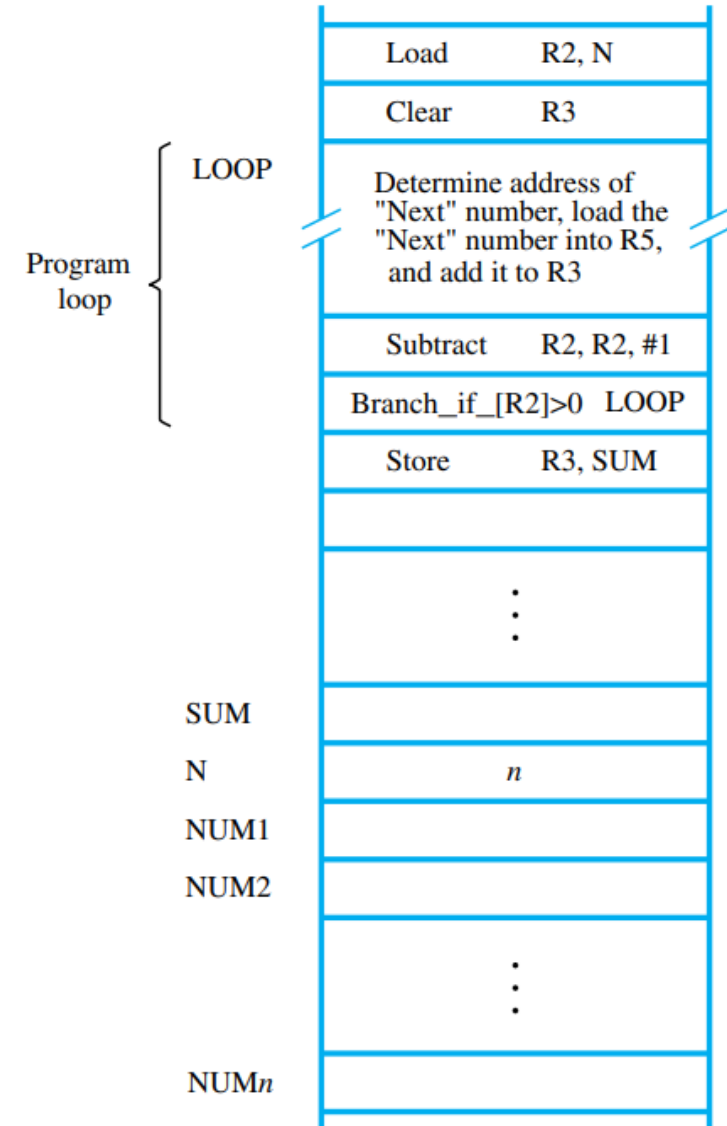 Load R2, N
Clear R3
LOOP
Determine address of
"Next" number, load the
"Next" number into R5,
and add it to R3
Program
loop
Subtract R2, R2, #1
Branch_if_[R2]>0 LOOP
Store R3, SUM
SUM
N n
NUM1
NUM2
NUMn